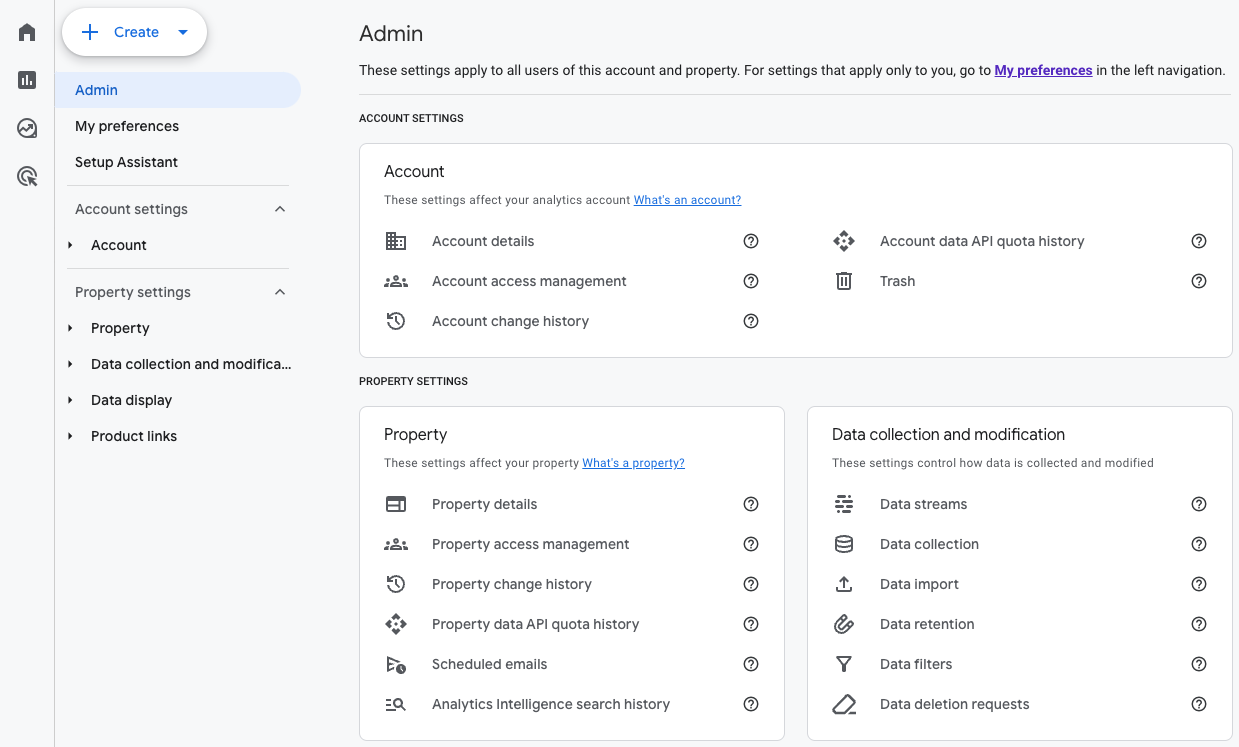 Create
Admin
My preferences
Setup Assistant
Account settings
Account
Property settings
Property
Data collection and modifica...
Data display
Product links
Admin
These settings apply to all users of this account and property. For settings that apply only to you, go to My preferences in the left navigation.
ACCOUNT SETTINGS
Account
These settings affect your analytics account What's an account?
Account details
Account access management
Account change history
Account data API quota history
Trash
PROPERTY SETTINGS
Property
These settings affect your property What's a property?
Property details
Property access management
Property change history
Property data API quota history
Scheduled emails
Analytics Intelligence search history
Data collection and modification
These settings control how data is collected and modified
Data streams
Data collection
Data import
Data retention
Data filters
Data deletion requests